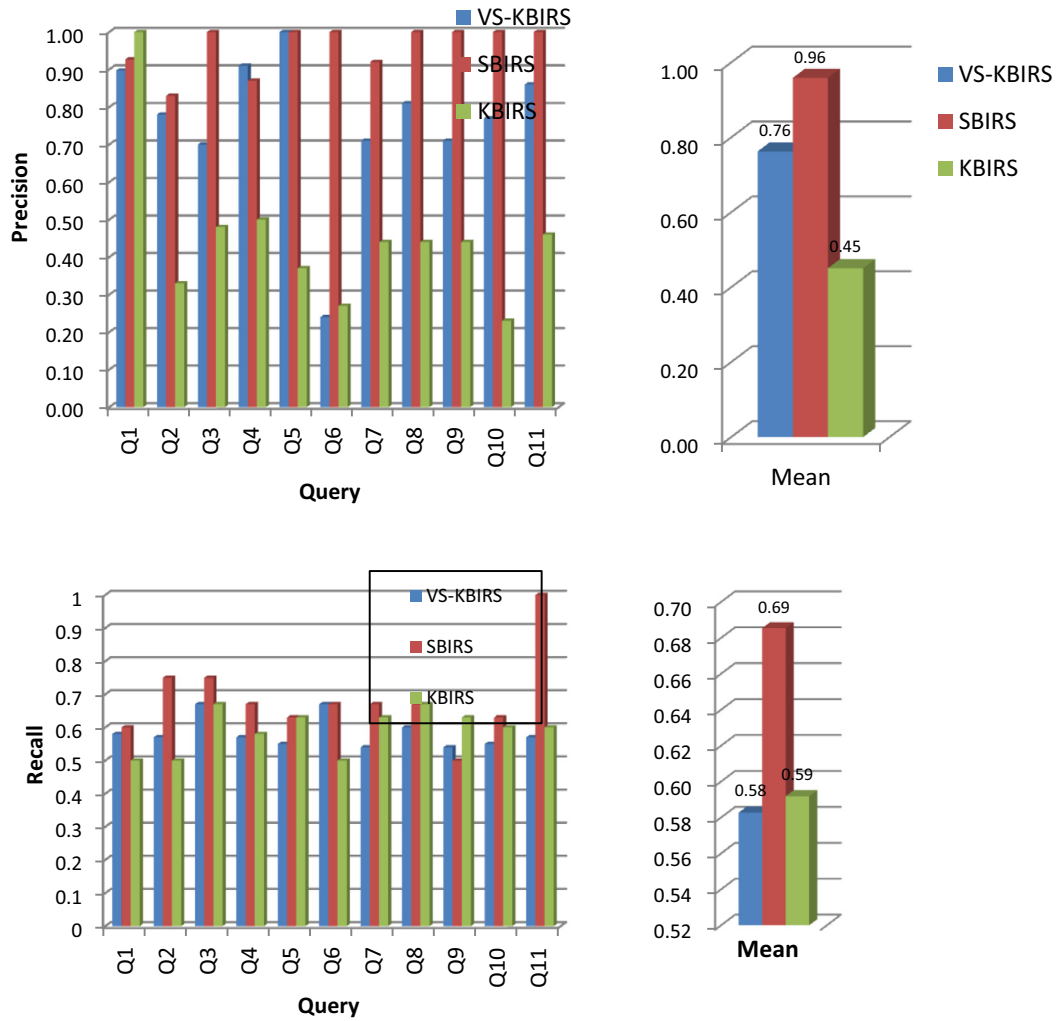 VS-KBIRS
SBIRS
KBIRS
Precision
1.00
0.90
0.80
0.70
0.60
0.50
0.40
0.30
0.20
0.10
0.00
Q1
Q2
Q3
Q4
Q5
Q6
Q7
Q8
Q9
Q10
Q11
Query
1.00
0.80
0.60
0.40
0.20
0.00
0.76
0.96
0.45
Mean
VS-KBIRS
SBIRS
KBIRS
Recall
1
0.9
0.8
0.7
0.6
0.5
0.4
0.3
0.2
0.1
0
VS-KBIRS
SBIRS
KBIRS
Q1
Q2
Q3
Q4
Q5
Q6
Q7
Q8
Q9
Q10
Q11
Query
0.70
0.68
0.66
0.64
0.62
0.60
0.58
0.56
0.54
0.52
0.58
0.69
0.59
Mean